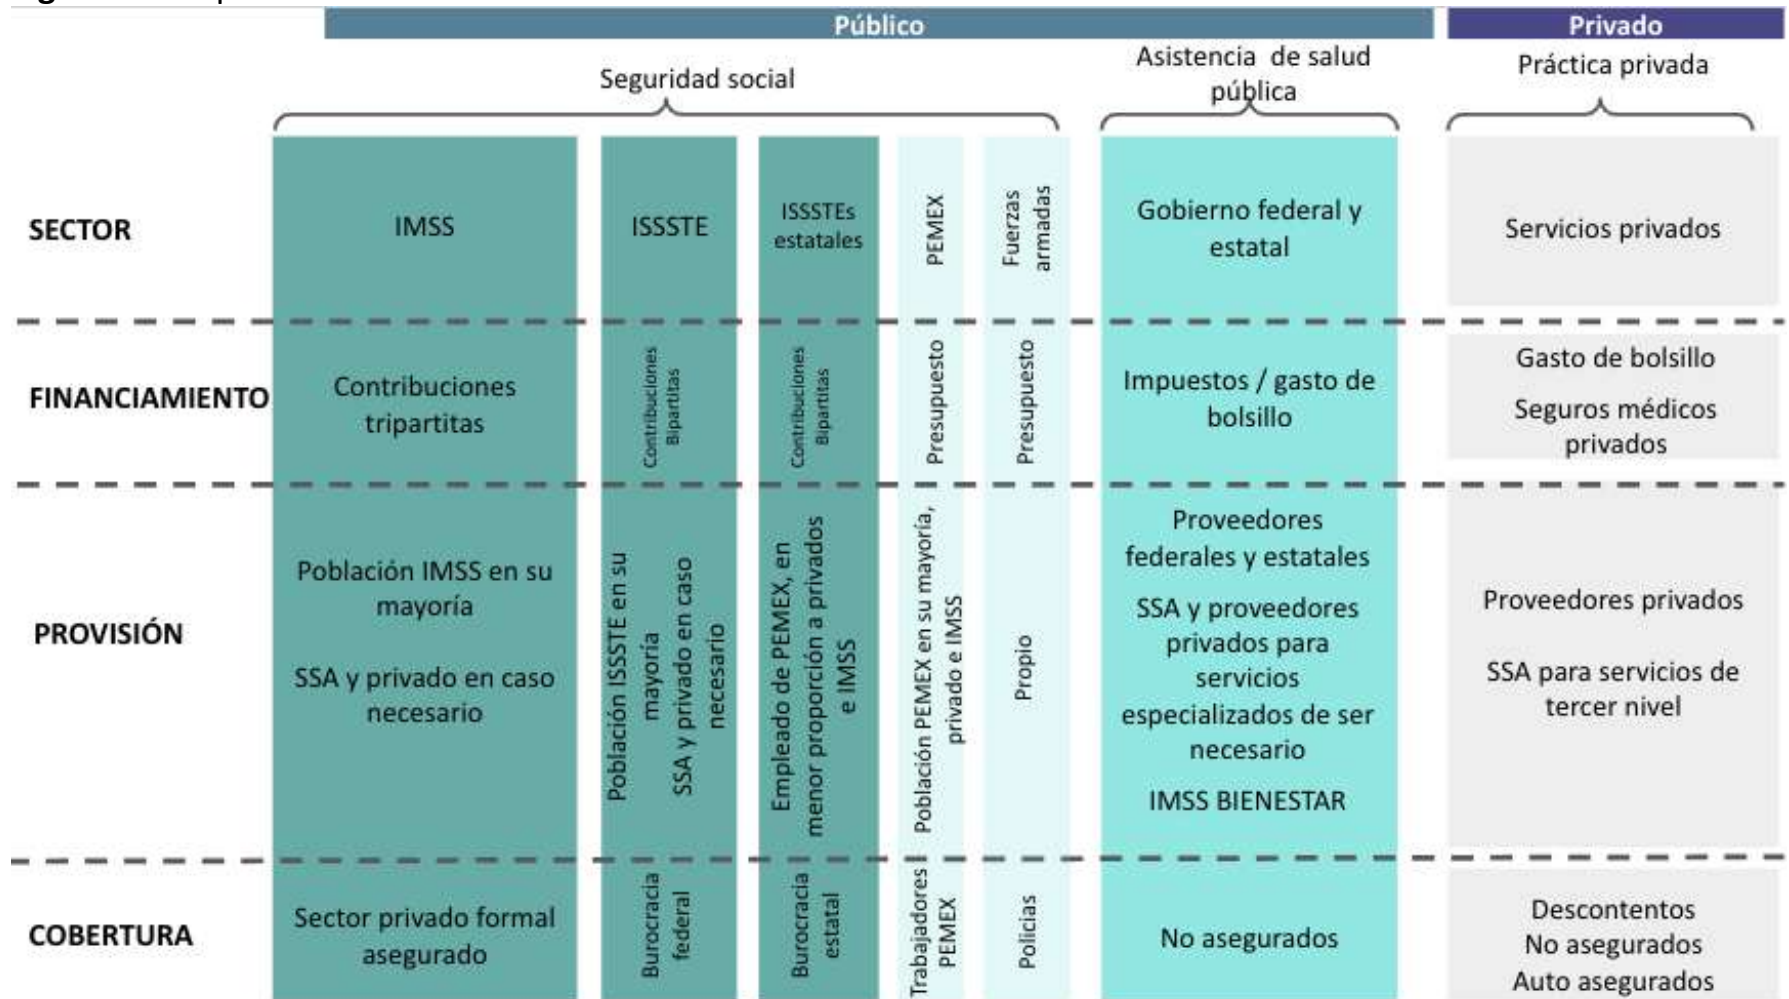 Público
Privado
Seguridad social
Asistencia de salud
pública
Práctica privada
SECTOR
IMSS
ISSSTE
ISSSTEs
estatales
PEMEX
Fuerzas
armadas
Gobierno federal y
estatal
Servicios privados
FINANCIAMIENTO
Contribuciones
tripartitas
Contribuciones
Bipartitas
Contribuciones
Bipartitas
Presupuesto
Presupuesto
Impuestos / gasto de
bolsillo
Gasto de bolsillo
Seguros médicos
privados
PROVISIÓN
Población IMSS en su
mayoría
SSA y privado en caso
necesario
Población ISSSTE en su
mayoría
SSA y privado en caso
necesario
Empleado de PEMEX, en
menor proporción a privados
e IMSS
Población PEMEX en su mayoría,
privado e IMSS
Propio
Proveedores
federales y estatales
SSA y proveedores
privados para
servicios
especializados de ser
necesario
IMSS BIENESTAR
Proveedores privados
SSA para servicios de
tercer nivel
COBERTURA
Sector privado formal
asegurado
Burocracia
federal
Burocracia
estatal
Trabajadores
PEMEX
Policias
No asegurados
Descontentos
No asegurados
Auto asegurados